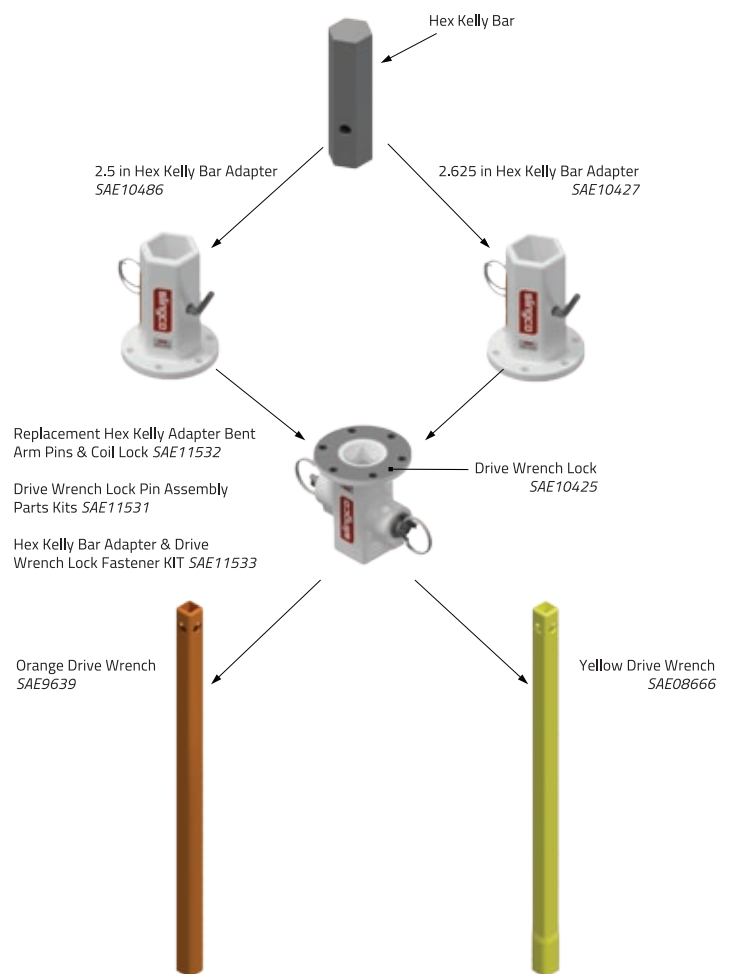 Hex Kelly Bar
2.5 in Hex Kelly Bar Adapter
SAE10486
2.625 in Hex Kelly Bar Adapter
SAE10427
slingco
slingco
Replacement Hex Kelly Adapter Bent
Arm Pins & Coil Lock SAE11532
Drive Wrench Lock Pin Assembly
Parts Kits SAE11531
Hex Kelly Bar Adapter & Drive
Wrench Lock Fastener KIT SAE11533
slingco
Drive Wrench Lock
SAE10425
Orange Drive Wrench
SAE9639
Yellow Drive Wrench
SAE08666